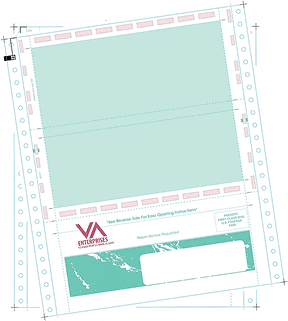 "See Reverse Side For Easy Opening Instructions"
VA
ENTERPRISES
Return Service Requested
PRESORT
FIRST-CLASS MAIL
U.S. POSTAGE
PAID